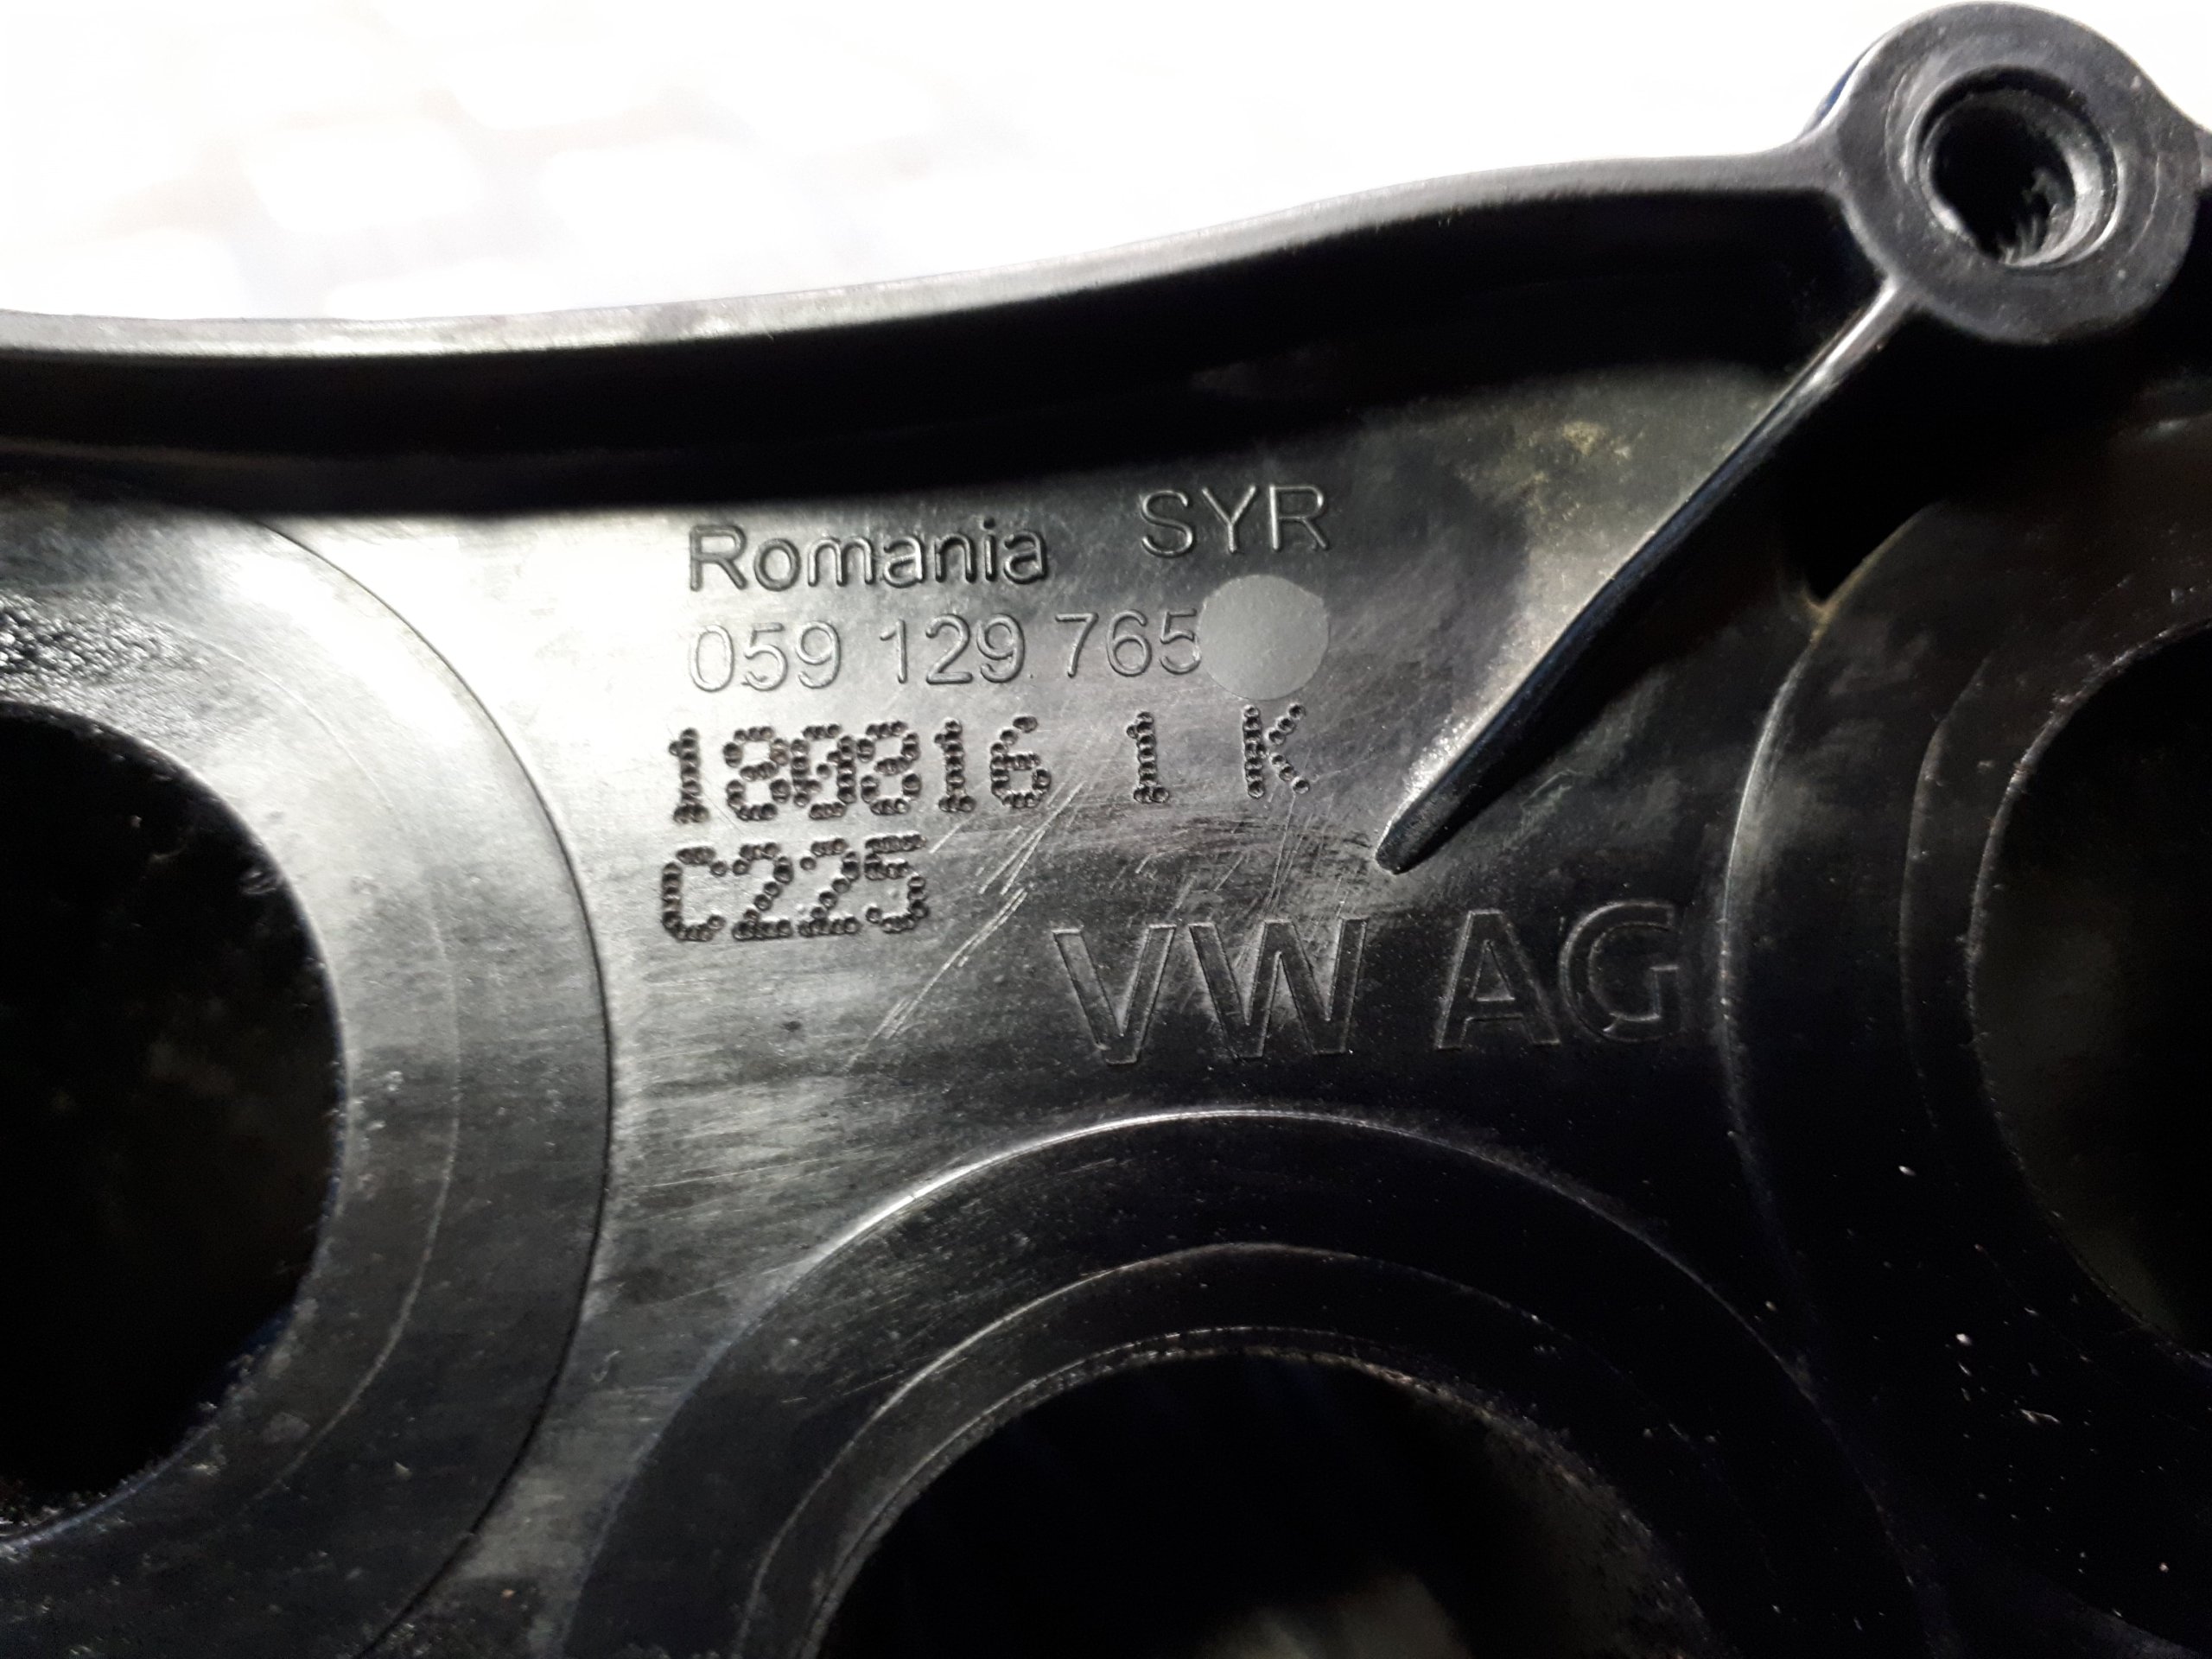 Romania SYR
059 129 765
180816 1 K
C225
VW AG